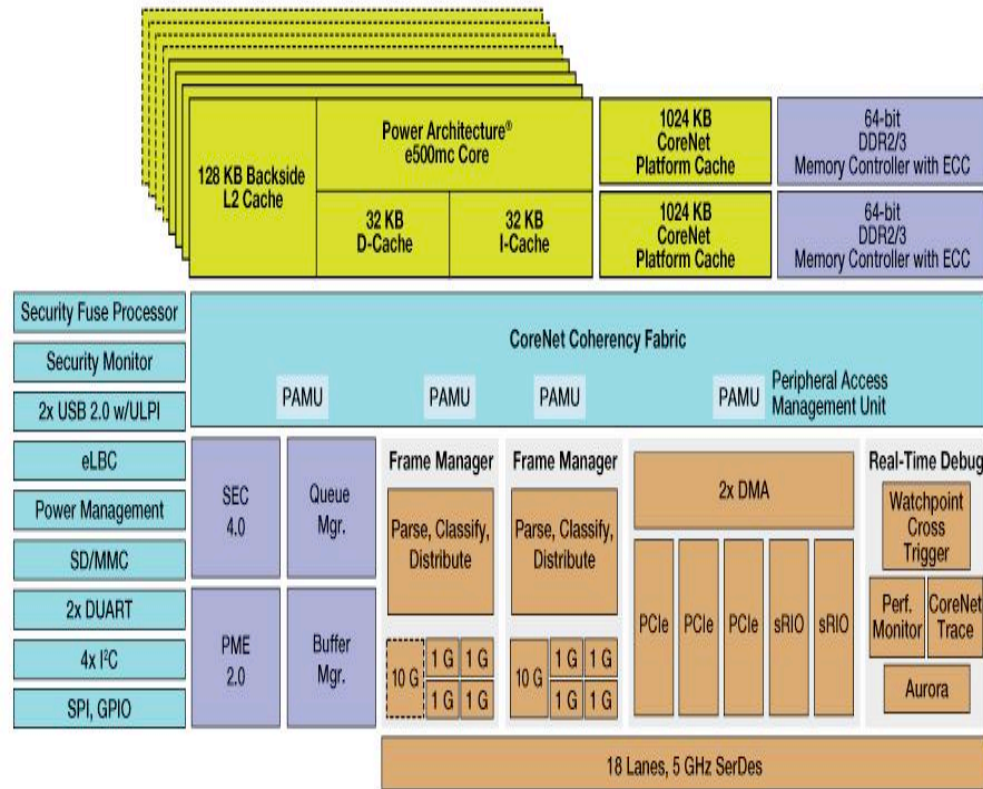 128 KB Backside
L2 Cache
Power Architecture®
e500mc Core
32 KB
D-Cache
32 KB
I-Cache
1024 KB
CoreNet
Platform Cache
64-bit
DDR2/3
Memory Controller with ECC
1024 KB
CoreNet
Platform Cache
64-bit
DDR2/3
Memory Controller with ECC
Security Fuse Processor
Security Monitor
2x USB 2.0 w/ULPI
eLBC
Power Management
SD/MMC
2x DUART
4x I²C
SPI, GPIO
CoreNet Coherency Fabric
PAMU
PAMU
PAMU
PAMU
Peripheral Access
Management Unit
SEC
4.0
Queue
Mgr.
PME
2.0
Buffer
Mgr.
Frame Manager
Parse, Classify,
Distribute
10 G
1 G
1 G
1 G
1 G
Frame Manager
Parse, Classify,
Distribute
10 G
1 G
1 G
1 G
1 G
2x DMA
PCIe
PCIe
PCIe
sRIO
sRIO
Real-Time Debug
Watchpoint
Cross
Trigger
Perf.
Monitor
CoreNet
Trace
Aurora
18 Lanes, 5 GHz SerDes